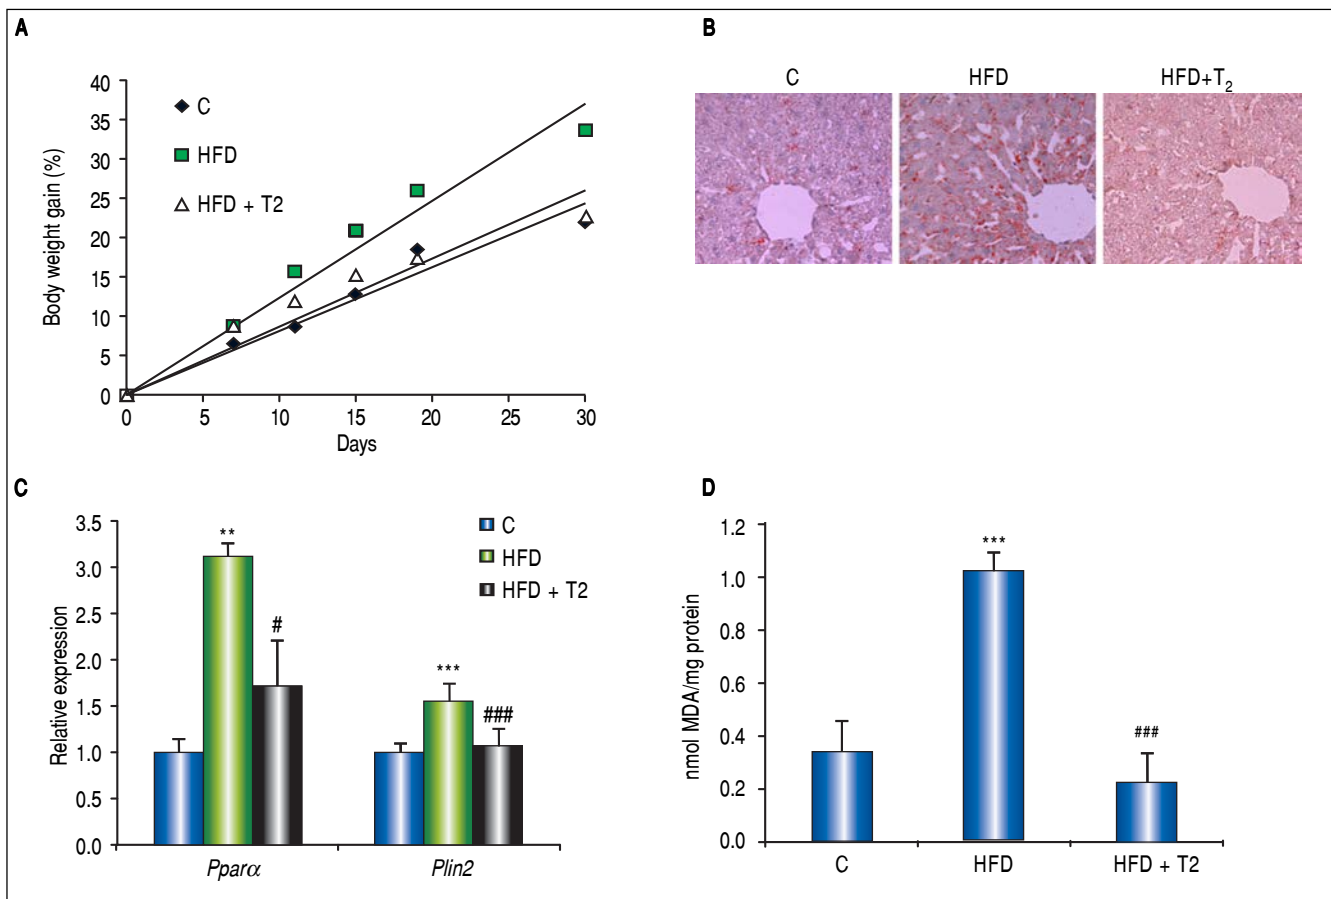 A
Body weight gain (%)
40
35
30
25
20
15
10
5
0
C
HFD
HFD + T2
0 5 10 15 20 25 30
Days
B
C HFD HFD+T2
C
Relative expression
3.5
3.0
2.5
2.0
1.5
1.0
0.5
0.0
C
HFD
HFD + T2
**
#
***
###
Pparα Plin2
D
nmol MDA/mg protein
1.2
1.0
0.8
0.6
0.4
0.2
0.0
***
###
C HFD HFD + T2